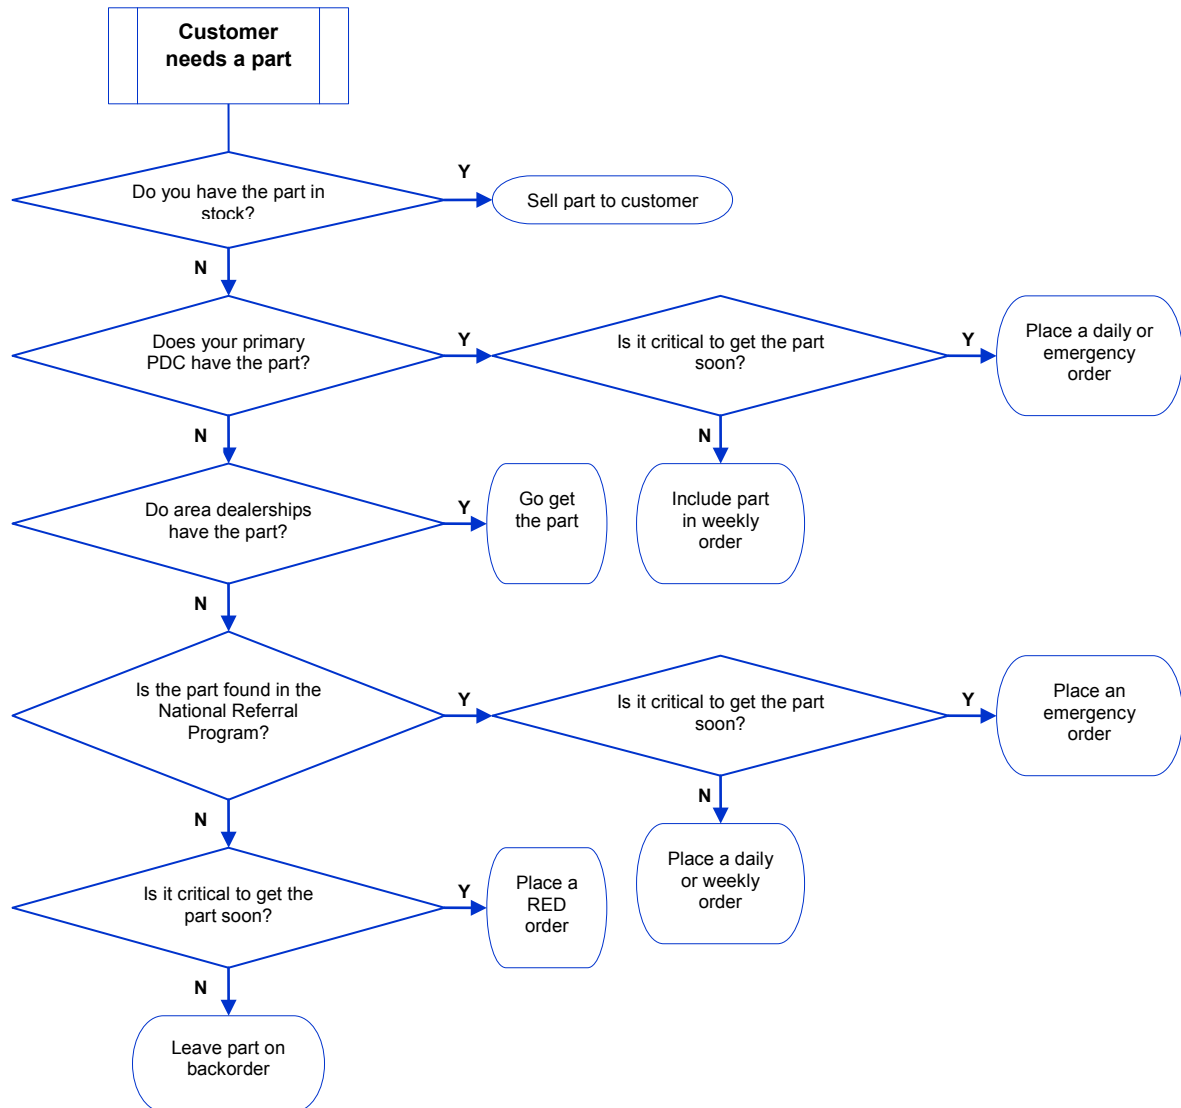 Customer
needs a part
Do you have the part in
stock?
Y
Sell part to customer
N
Does your primary
PDC have the part?
Y
Is it critical to get the part
soon?
Y
Place a daily or
emergency
order
N
N
Do area dealerships
have the part?
Y
Go get
the part
Include part
in weekly
order
N
Is the part found in the
National Referral
Program?
Y
Is it critical to get the part
soon?
Y
Place an
emergency
order
N
N
Is it critical to get the
part soon?
Y
Place a
RED
order
Place a daily
or weekly
order
N
Leave part on
backorder